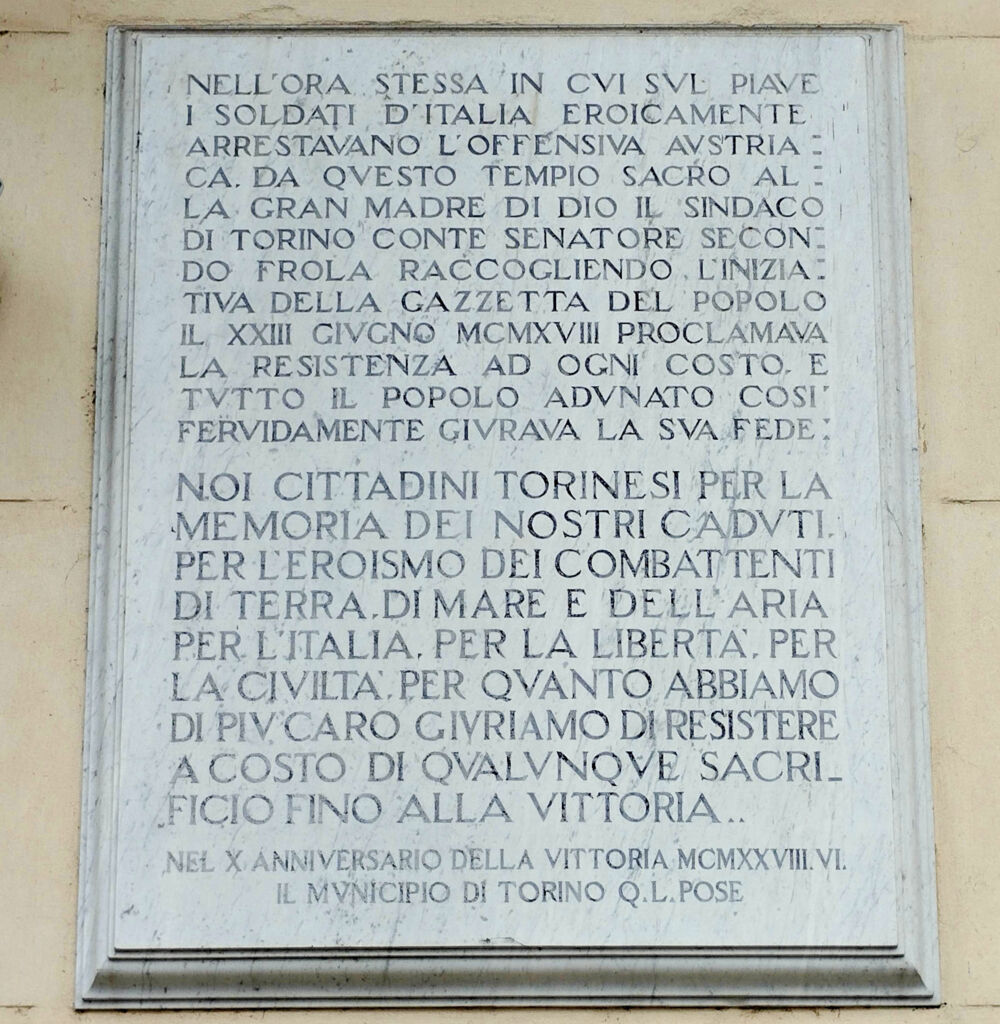 NELL'ORA STESSA IN CVI SVL PIAVE
I SOLDATI D'ITALIA EROICAMENTE
ARRESTAVANO L'OFFENSIVA AVSTRIA=
CA. DA QVESTO TEMPIO SACRO AL=
LA GRAN MADRE DI DIO IL SINDACO
DI TORINO CONTE SENATORE SECON=
DO FROLA RACCOGLIENDO L'INIZIA=
TIVA DELLA GAZZETTA DEL POPOLO
IL XXIII GIVGNO MCMXVIII PROCLAMAVA
LA RESISTENZA AD OGNI COSTO. E
TVTTO IL POPOLO ADVNATO COSI'
FERVIDAMENTE GIVRAVA LA SVA FEDE:
NOI CITTADINI TORINESI PER LA
MEMORIA DEI NOSTRI CADVTI.
PER L'EROISMO DEI COMBATTENTI
DI TERRA, DI MARE E DELL'ARIA
PER L'ITALIA, PER LA LIBERTA', PER
LA CIVILTA', PER QVANTO ABBIAMO
DI PIV' CARO GIVRIAMO DI RESISTERE
A COSTO DI QVALVNQVE SACRI-
FICIO FINO ALLA VITTORIA..
NEL X ANNIVERSARIO DELLA VITTORIA MCMXXVIII.VI.
IL MVNICIPIO DI TORINO Q.L.POSE